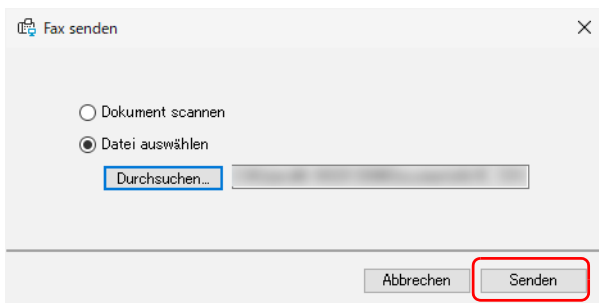 Fax senden
Dokument scannen
Datei auswählen
Durchsuchen...
Abbrechen Senden